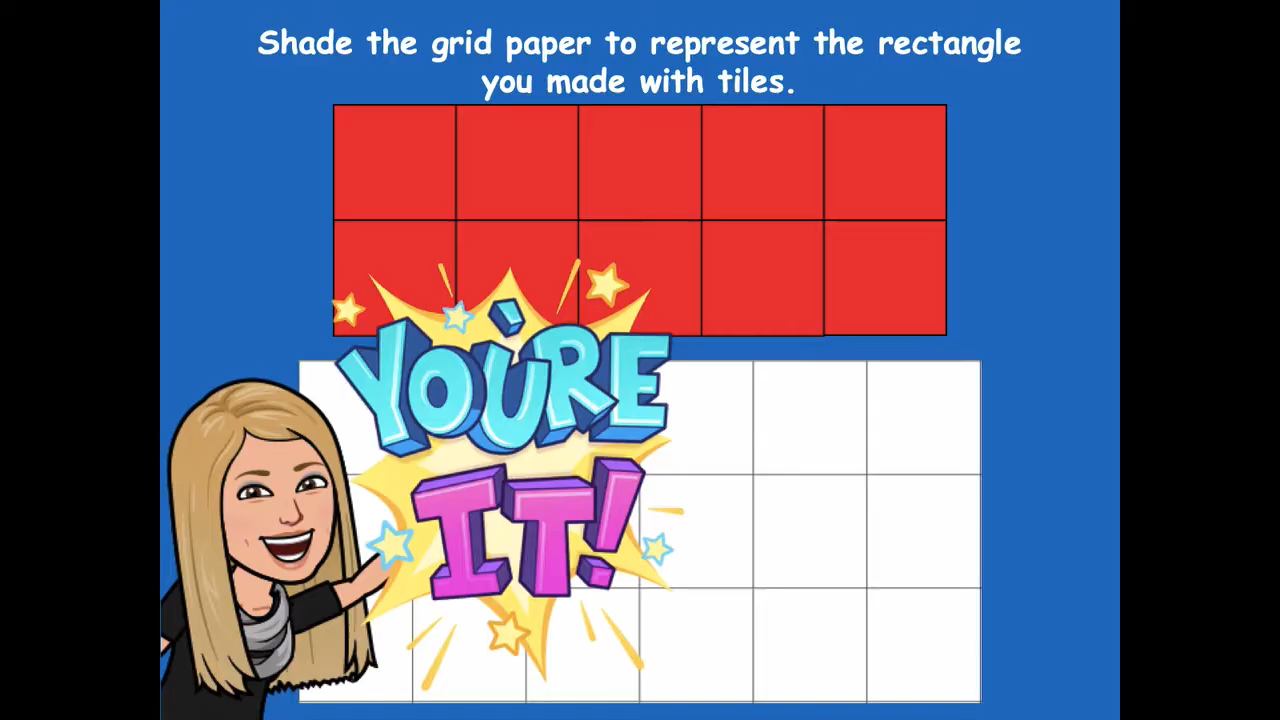 Shade the grid paper to represent the rectangle
you made with tiles.
YOU'RE
IT!